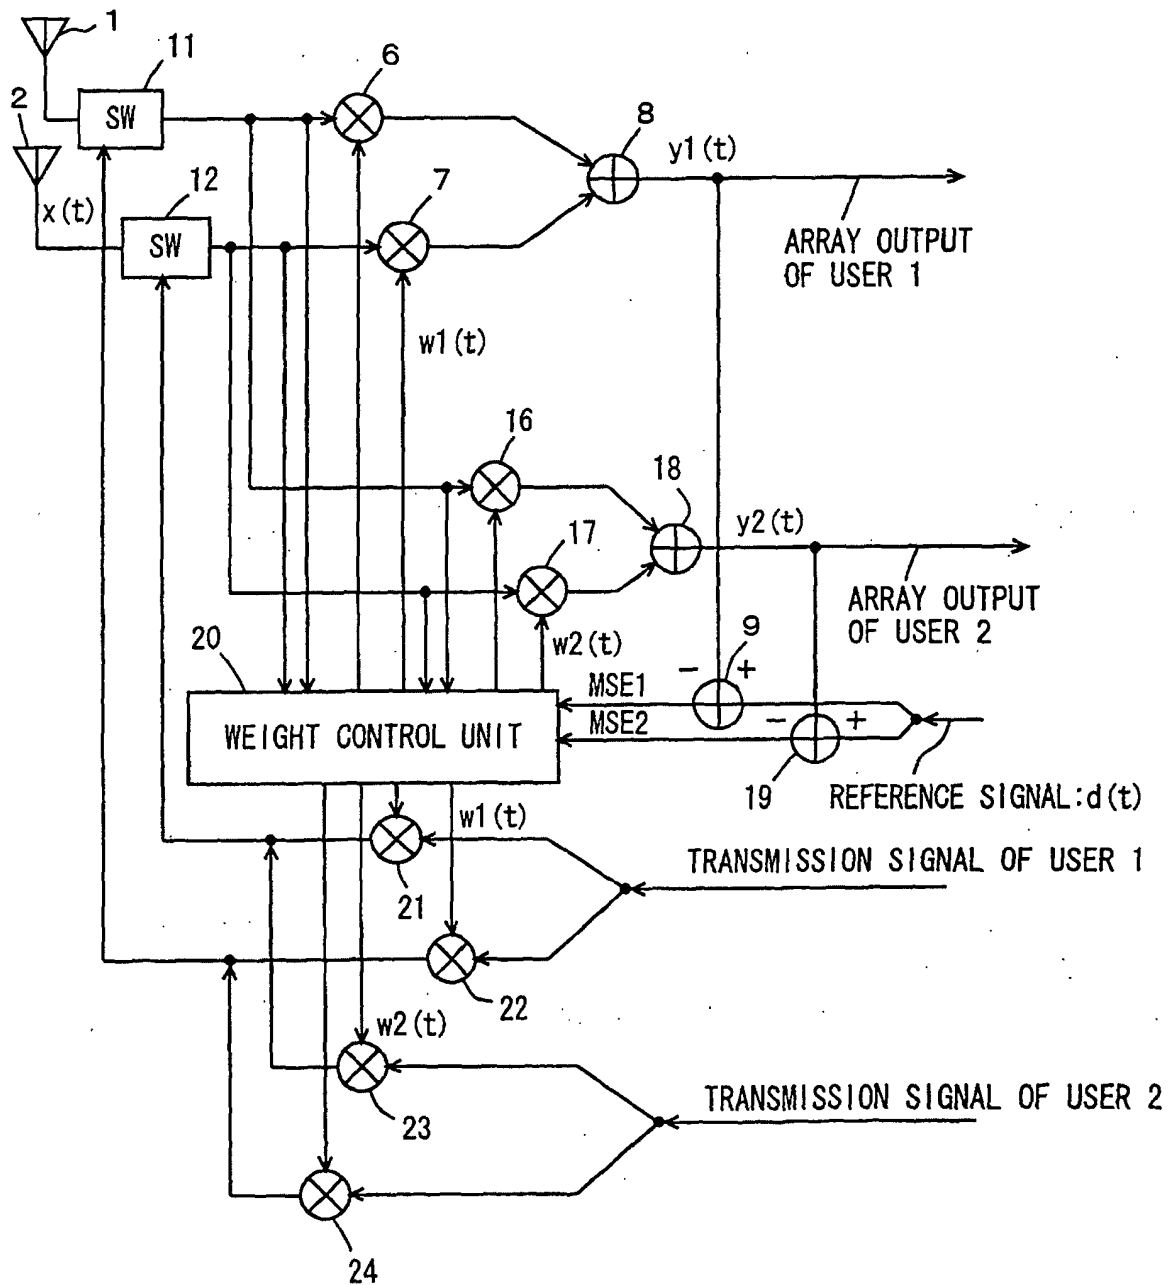 1
11
SW
6
8
y1(t)
2
x(t)
12
SW
7
ARRAY OUTPUT
OF USER 1
w1(t)
16
18
y2(t)
17
ARRAY OUTPUT
OF USER 2
20
w2(t)
9
- +
MSE1
WEIGHT CONTROL UNIT
MSE2
- +
19
REFERENCE SIGNAL:d(t)
w1(t)
TRANSMISSION SIGNAL OF USER 1
21
22
w2(t)
TRANSMISSION SIGNAL OF USER 2
23
24